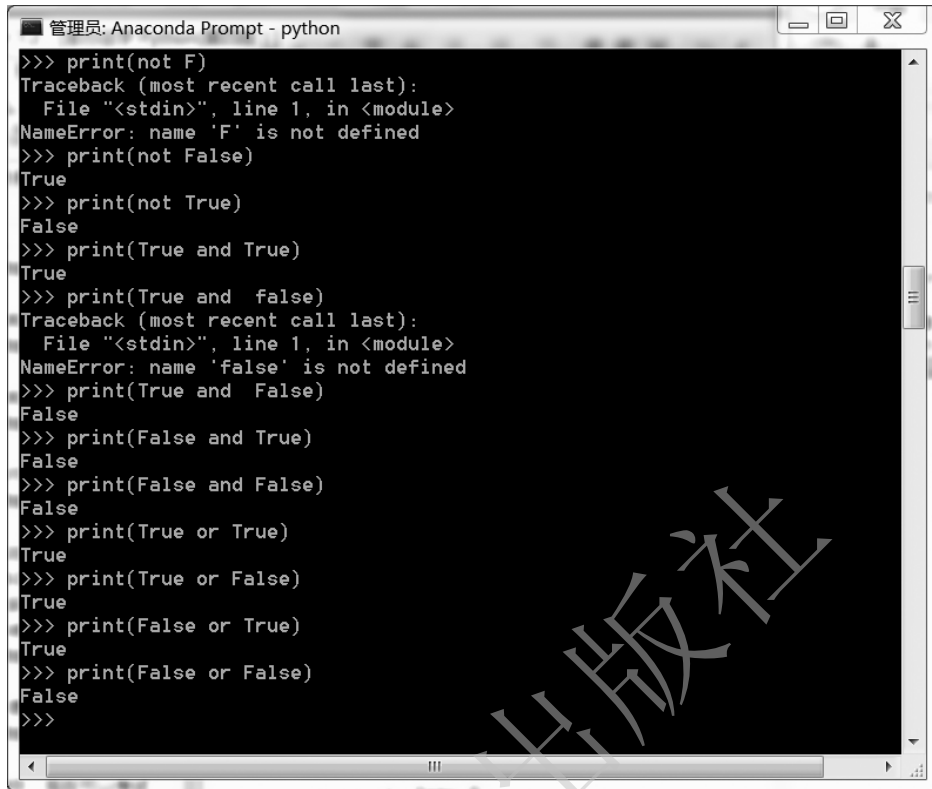 管理员: Anaconda Prompt - python
>>> print(not F)
Traceback (most recent call last):
  File "<stdin>", line 1, in <module>
NameError: name 'F' is not defined
>>> print(not False)
True
>>> print(not True)
False
>>> print(True and True)
True
>>> print(True and  false)
Traceback (most recent call last):
  File "<stdin>", line 1, in <module>
NameError: name 'false' is not defined
>>> print(True and  False)
False
>>> print(False and True)
False
>>> print(False and False)
False
>>> print(True or True)
True
>>> print(True or False)
True
>>> print(False or True)
True
>>> print(False or False)
False
>>>
出版社